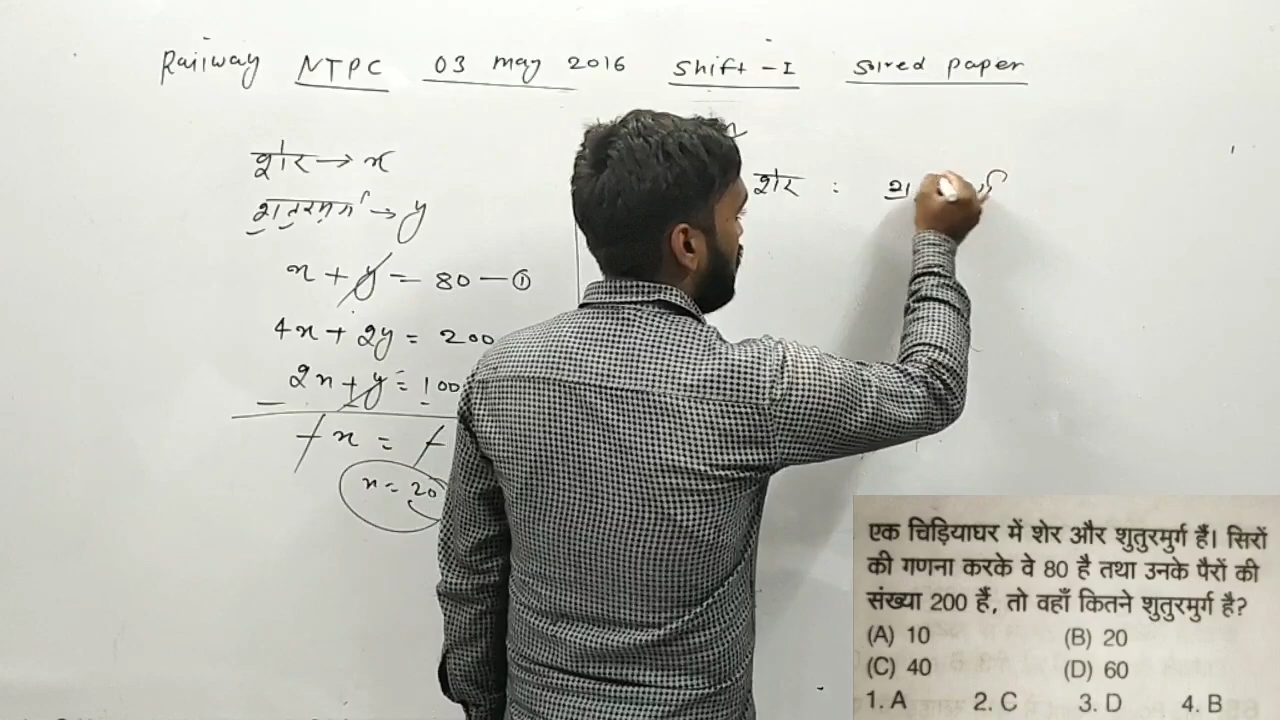 Railway NTPC 03 may 2016 Shift-I Solved paper
शेर → x
शुतुरमुर्ग → y
x + y = 80 — ①
4x + 2y = 200
2x + y = 100
x =
x = 20
शेर :
एक चिड़ियाघर में शेर और शुतुरमुर्ग हैं। सिरों
की गणना करके वे 80 है तथा उनके पैरों की
संख्या 200 हैं, तो वहाँ कितने शुतुरमुर्ग है?
(A) 10 (B) 20
(C) 40 (D) 60
1. A 2. C 3. D 4. B